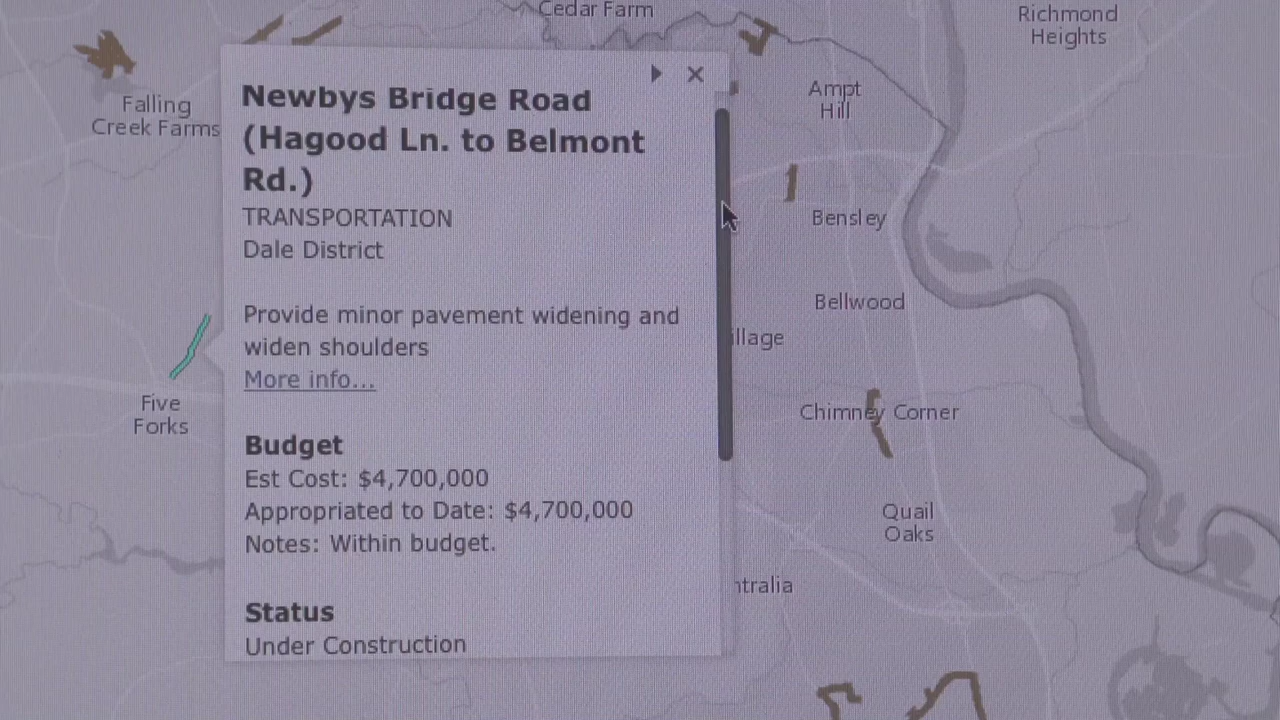 Cedar Farm
Richmond
Heights
Falling
Creek Farms
Ampt
Hill
Newbys Bridge Road
(Hagood Ln. to Belmont
Rd.)
TRANSPORTATION
Dale District
Provide minor pavement widening and
widen shoulders
More info...
Budget
Est Cost: $4,700,000
Appropriated to Date: $4,700,000
Notes: Within budget.
Status
Under Construction
Five
Forks
Bensley
Bellwood
illage
Chimney Corner
Quail
Oaks
ntralia